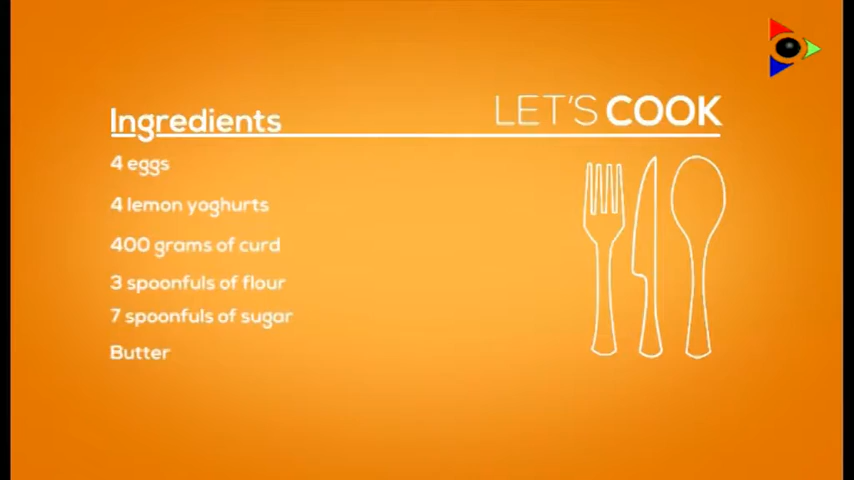 LET'S COOK
Ingredients
4 eggs
4 lemon yoghurts
400 grams of curd
3 spoonfuls of flour
7 spoonfuls of sugar
Butter